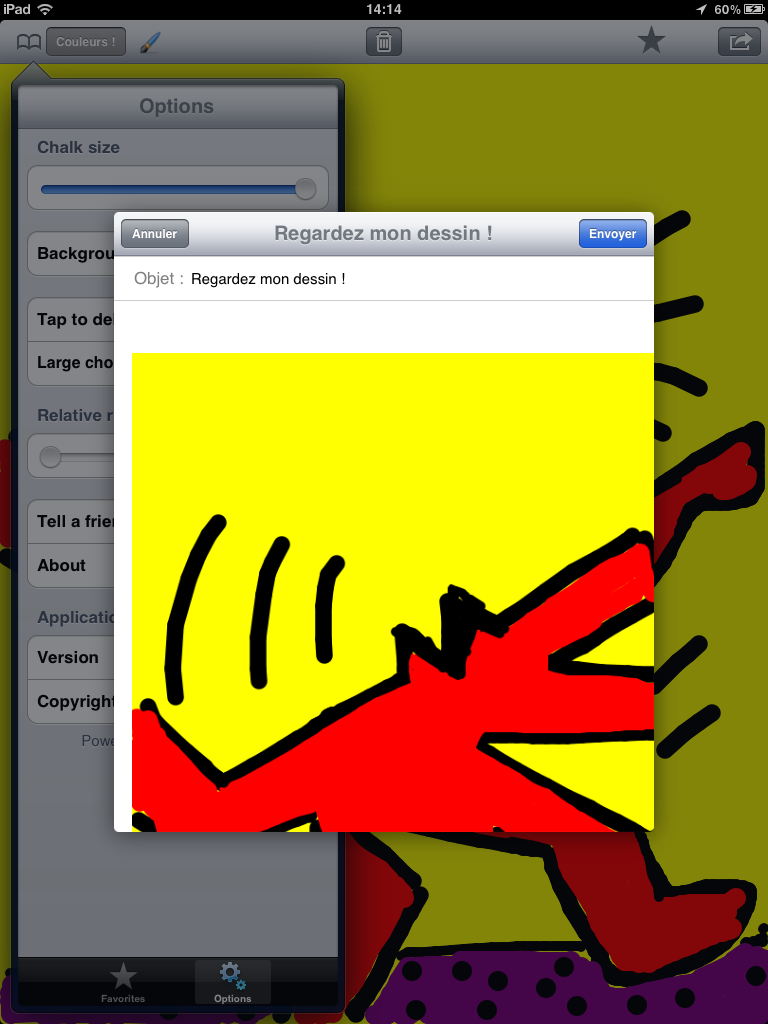 iPad 14:14 60%
Couleurs !
Options
Chalk size
Annuler Regardez mon dessin ! Envoyer
Backgrou
Objet : Regardez mon dessin !
Tap to de
Large cho
Relative r
Tell a frie
About
Applicatio
Version
Copyright
Powe
Favorites Options